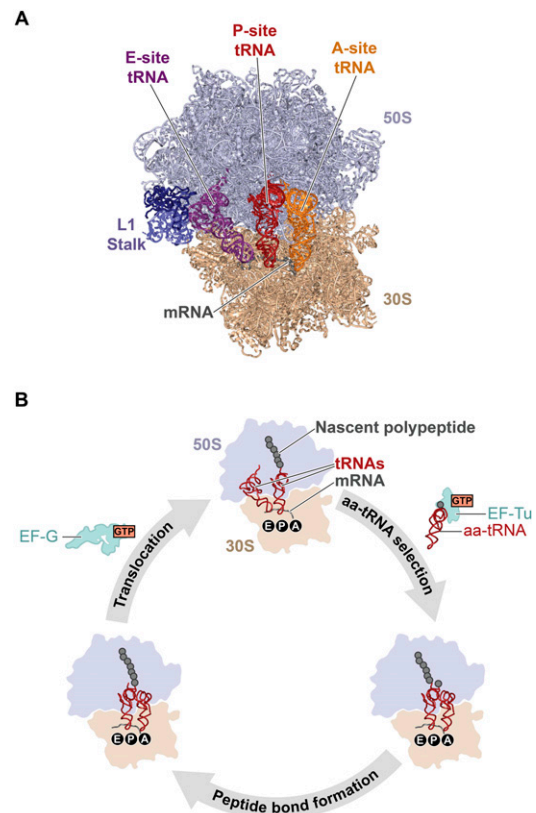 A
E-site
tRNA
P-site
tRNA
A-site
tRNA
50S
L1
Stalk
mRNA
30S
B
50S
Nascent polypeptide
tRNAs
mRNA
30S
E P A
EF-G
GTP
Translocation
aa-tRNA selection
GTP
EF-Tu
aa-tRNA
E P A
E P A
Peptide bond formation